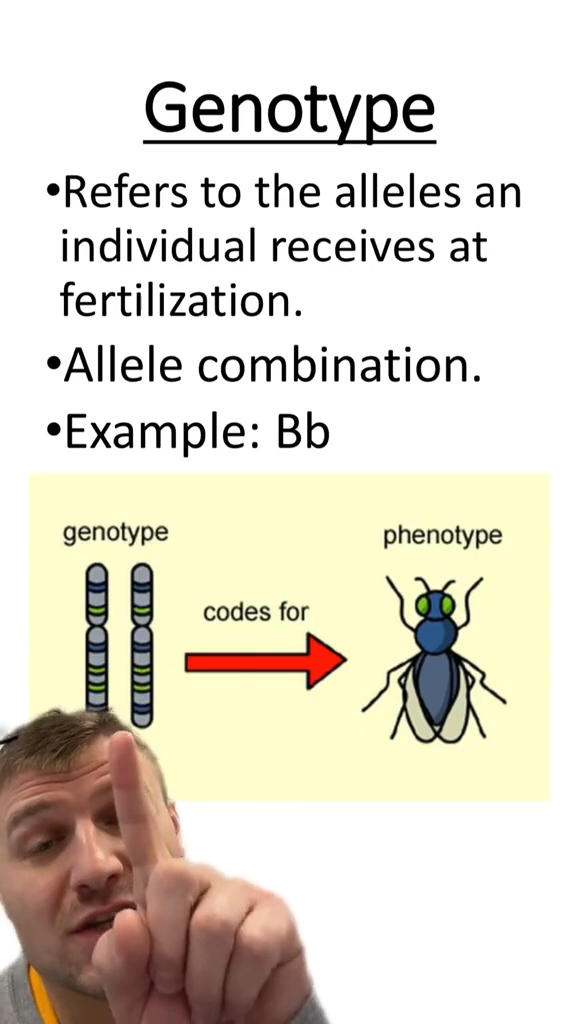 Genotype
•Refers to the alleles an
individual receives at
fertilization.
•Allele combination.
•Example: Bb
genotype
phenotype
codes for